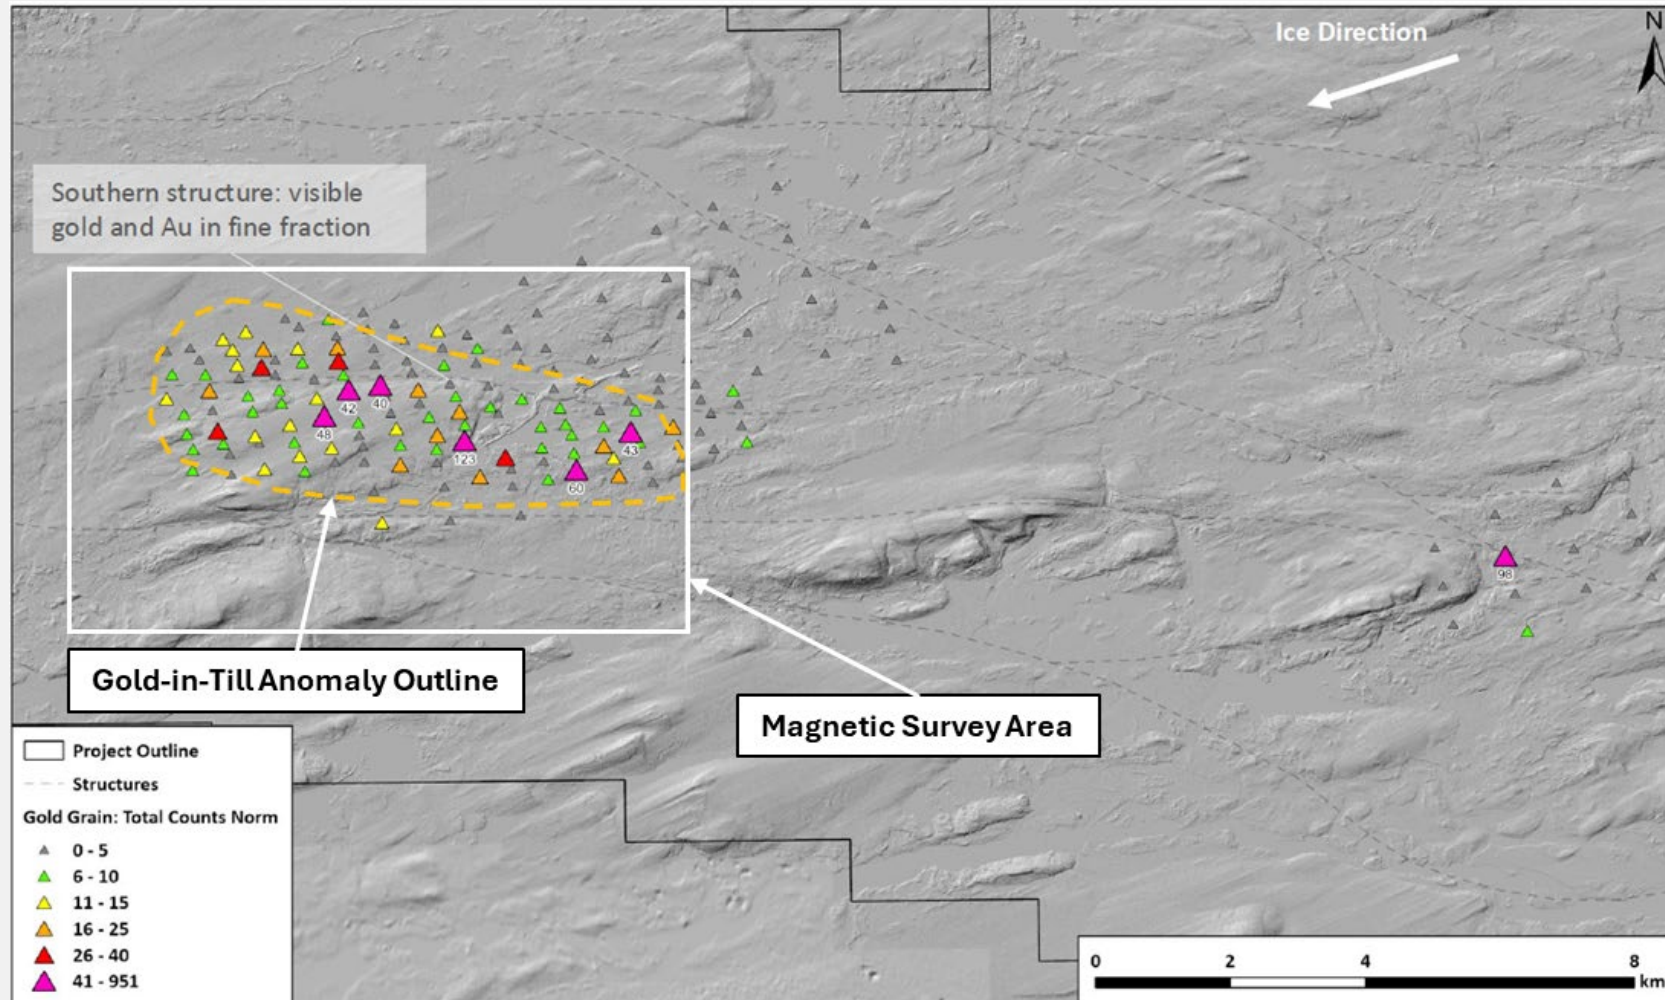 Ice Direction
N
Southern structure: visible
gold and Au in fine fraction
42
40
48
123
43
60
98
Gold-in-Till Anomaly Outline
Magnetic Survey Area
Project Outline
Structures
Gold Grain: Total Counts Norm
0 - 5
6 - 10
11 - 15
16 - 25
26 - 40
41 - 951
0 2 4 8
km